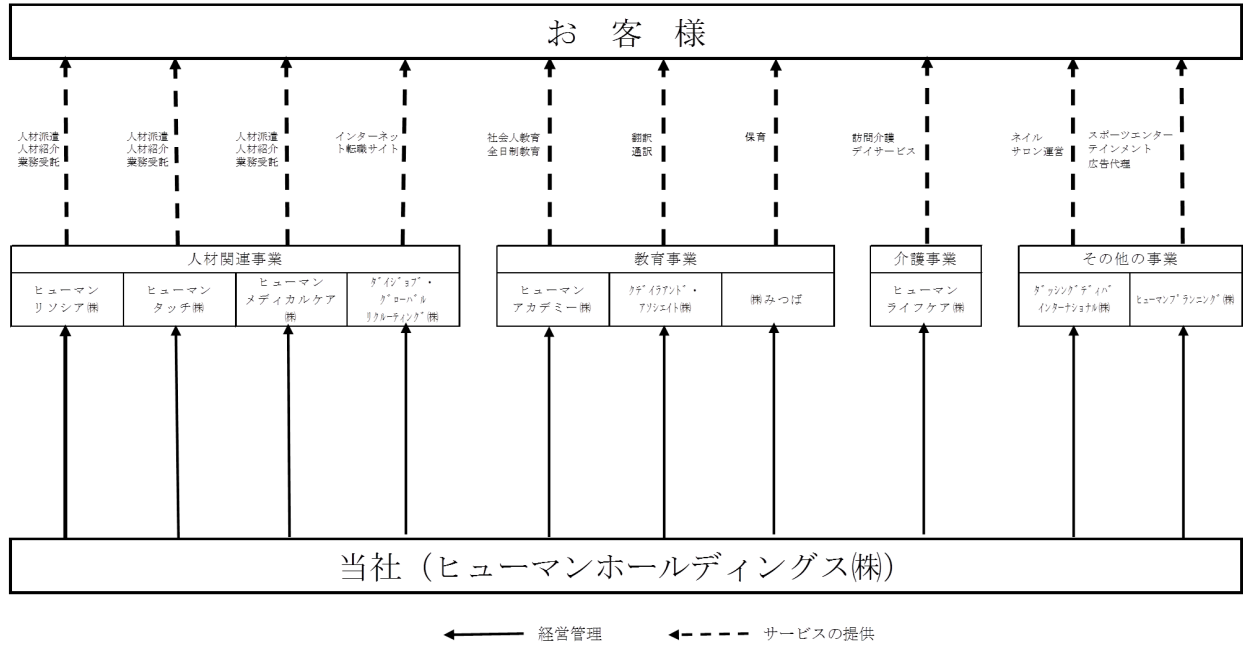 お 客 様
人材派遣
人材紹介
業務受託
人材派遣
人材紹介
業務受託
人材派遣
人材紹介
業務受託
インターネッ
ト転職サイト
社会人教育
全日制教育
翻訳
通訳
保育
訪問介護
デイサービス
ネイル
サロン運営
スポーツエンター
テインメント
広告代理
人材関連事業
ヒューマン
リソシア㈱
ヒューマン
タッチ㈱
ヒューマン
メディカルケア
㈱
ダイジョブ・
グローバル
リクルーティング㈱
教育事業
ヒューマン
アカデミー㈱
クデイラアンド・
アソシエイト㈱
㈱みつば
介護事業
ヒューマン
ライフケア㈱
その他の事業
ダッシングディバ
インターナショナル㈱
ヒューマンプランニング㈱
当社（ヒューマンホールディングス㈱）
経営管理
サービスの提供